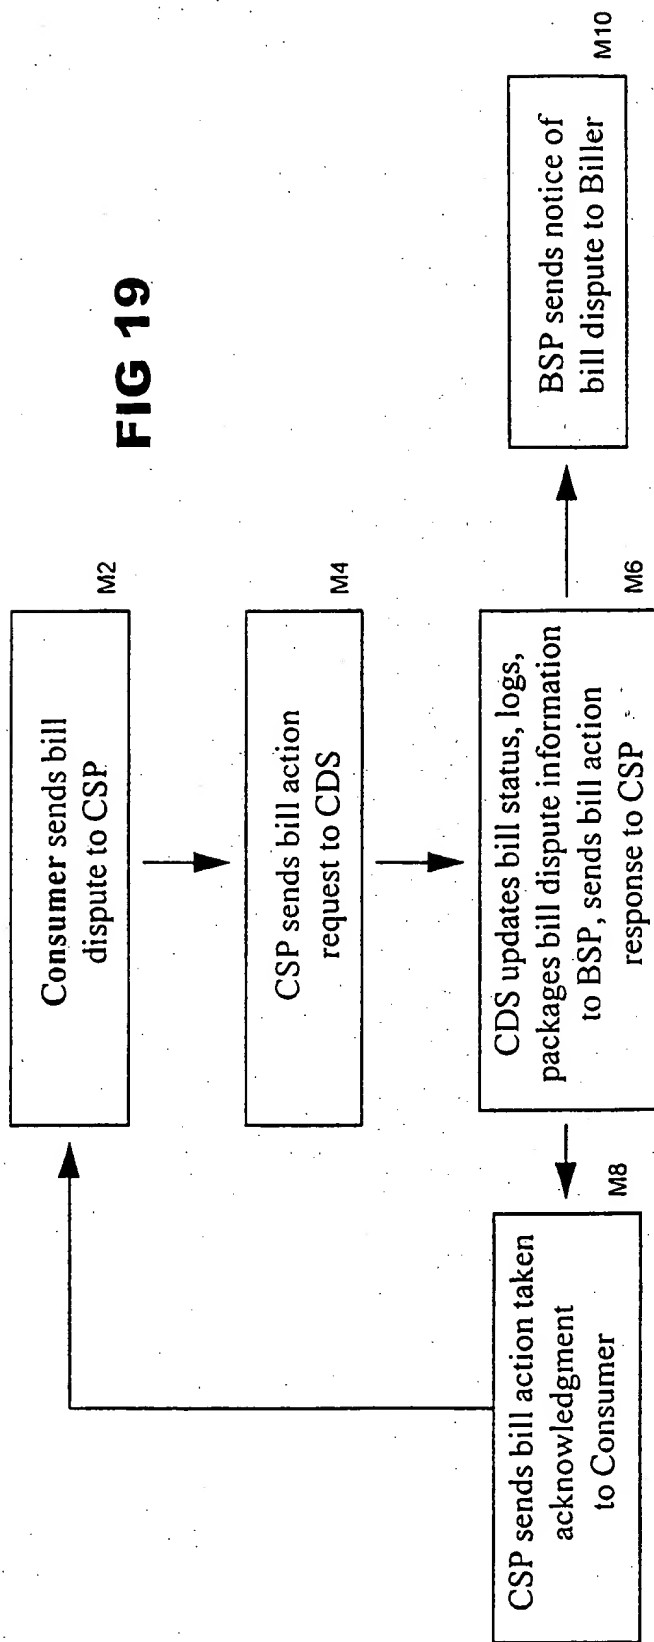 FIG 19
Consumer sends bill
dispute to CSP
M2
CSP sends bill action
request to CDS
M4
CDS updates bill status, logs,
packages bill dispute information
to BSP, sends bill action
response to CSP
M6
CSP sends bill action taken
acknowledgment
to Consumer
M8
BSP sends notice of
bill dispute to Biller
M10